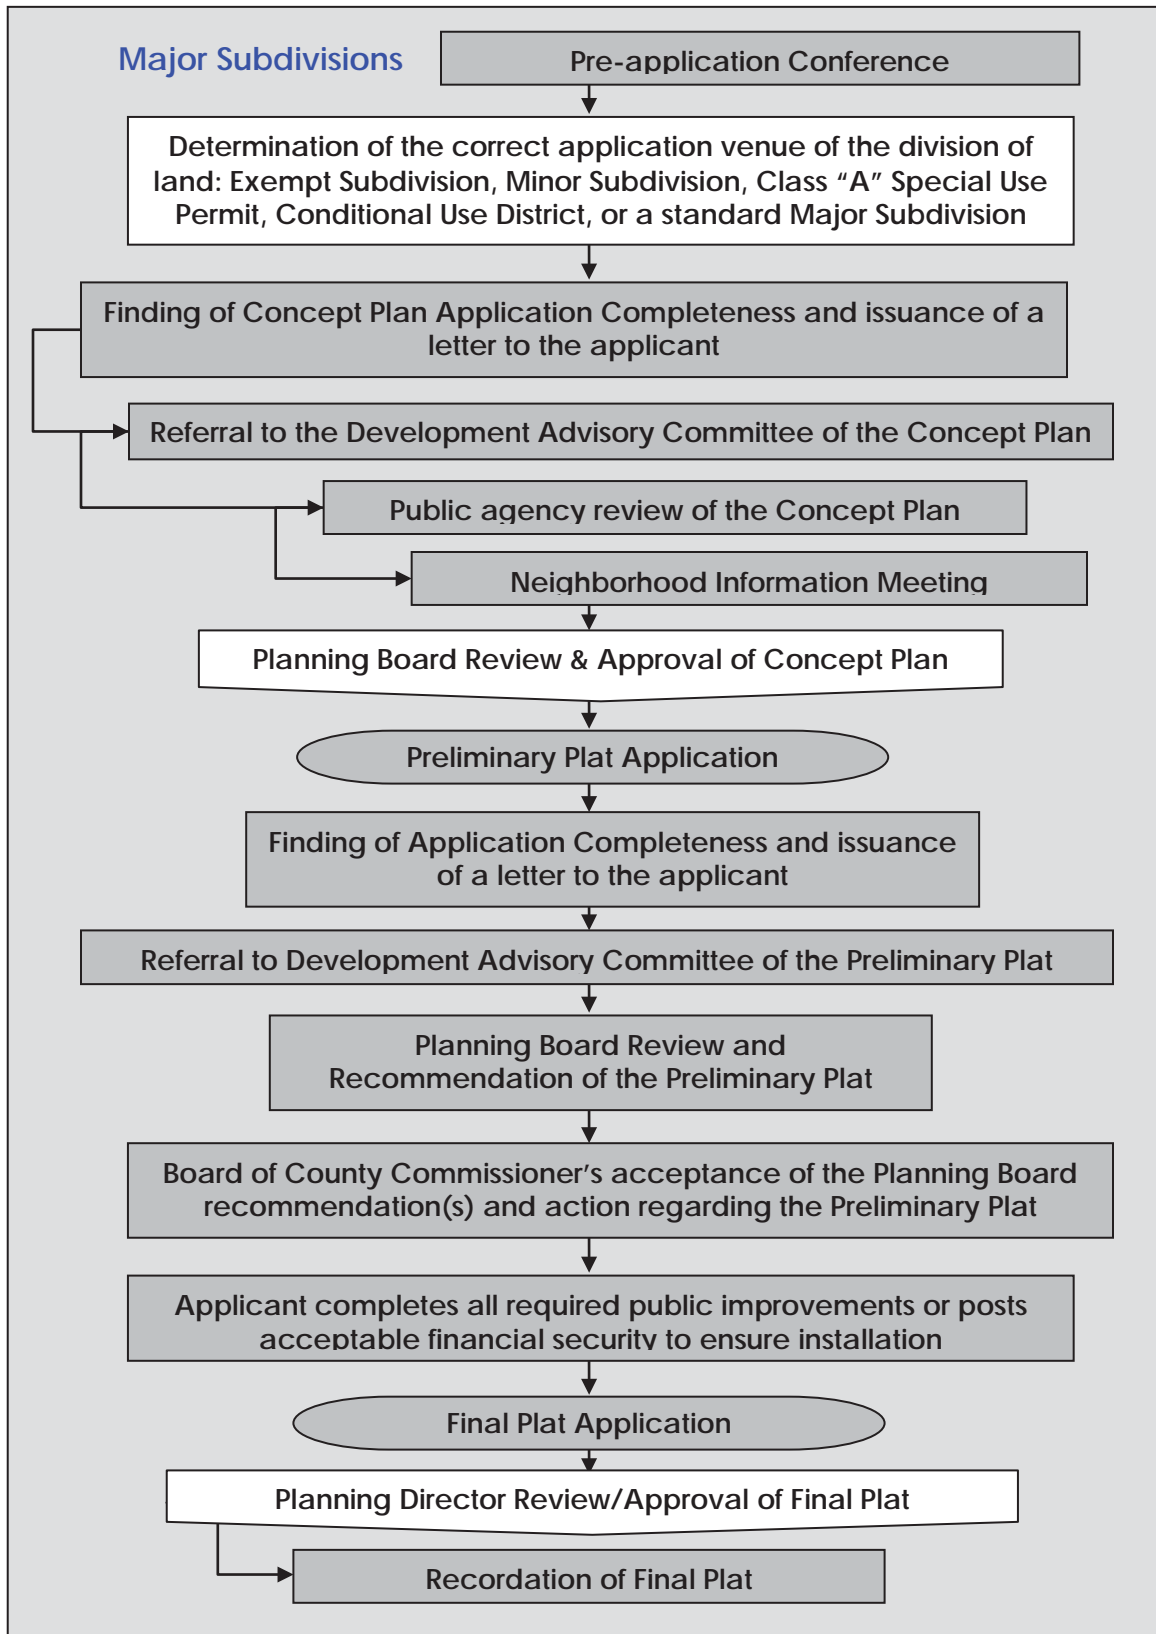 Major Subdivisions
Pre-application Conference
Determination of the correct application venue of the division of
land: Exempt Subdivision, Minor Subdivision, Class “A” Special Use
Permit, Conditional Use District, or a standard Major Subdivision
Finding of Concept Plan Application Completeness and issuance of a
letter to the applicant
Referral to the Development Advisory Committee of the Concept Plan
Public agency review of the Concept Plan
Neighborhood Information Meeting
Planning Board Review & Approval of Concept Plan
Preliminary Plat Application
Finding of Application Completeness and issuance
of a letter to the applicant
Referral to Development Advisory Committee of the Preliminary Plat
Planning Board Review and
Recommendation of the Preliminary Plat
Board of County Commissioner’s acceptance of the Planning Board
recommendation(s) and action regarding the Preliminary Plat
Applicant completes all required public improvements or posts
acceptable financial security to ensure installation
Final Plat Application
Planning Director Review/Approval of Final Plat
Recordation of Final Plat